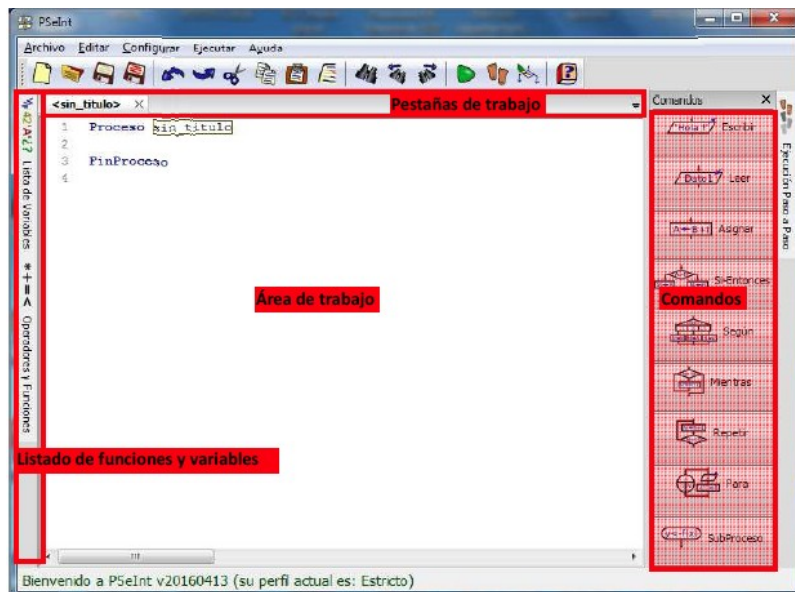 PSeInt
Archivo Editar Configurar Ejecutar Ayuda
<sin_titulo>
Pestañas de trabajo
Comandos
1 Proceso sin_titulo
2
3 FinProceso
4
Lista de Variables
*+=< Operadores y Funciones
Área de trabajo
Listado de funciones y variables
Escribir
Leer
Asignar
Si-Entonces
Comandos
Según
Mientras
Repetir
Para
SubProceso
Ejecución Paso a Paso
Bienvenido a PSeInt v20160413 (su perfil actual es: Estricto)